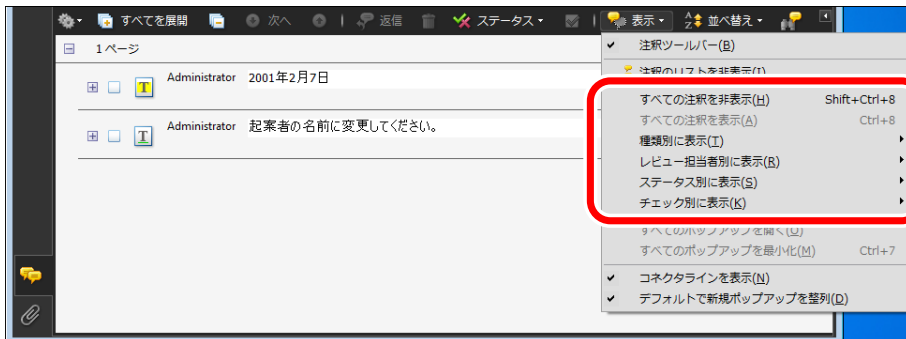 すべてを展開 次へ 返信 ステータス 表示 並べ替え
1ページ
Administrator 2001年2月7日
Administrator 起案者の名前に変更してください。
注釈ツールバー(B)
注釈のリストを非表示(I)
すべての注釈を非表示(H) Shift+Ctrl+8
すべての注釈を表示(A) Ctrl+8
種類別に表示(T)
レビュー担当者別に表示(R)
ステータス別に表示(S)
チェック別に表示(K)
すべてのポップアップを開く(O)
すべてのポップアップを最小化(M) Ctrl+7
コネクタラインを表示(N)
デフォルトで新規ポップアップを整列(D)